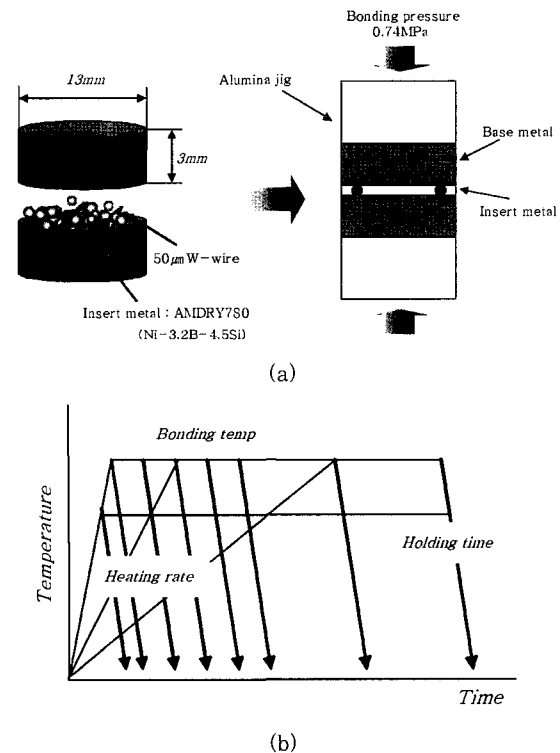 Bonding pressure
0.74MPa
13mm
Alumina jig
3mm
Base metal
Insert metal
50μm W-wire
Insert metal : AMDRY780
(Ni-3.2B-4.5Si)
(a)
Bonding temp
Temperature
Holding time
Heating rate
Time
(b)